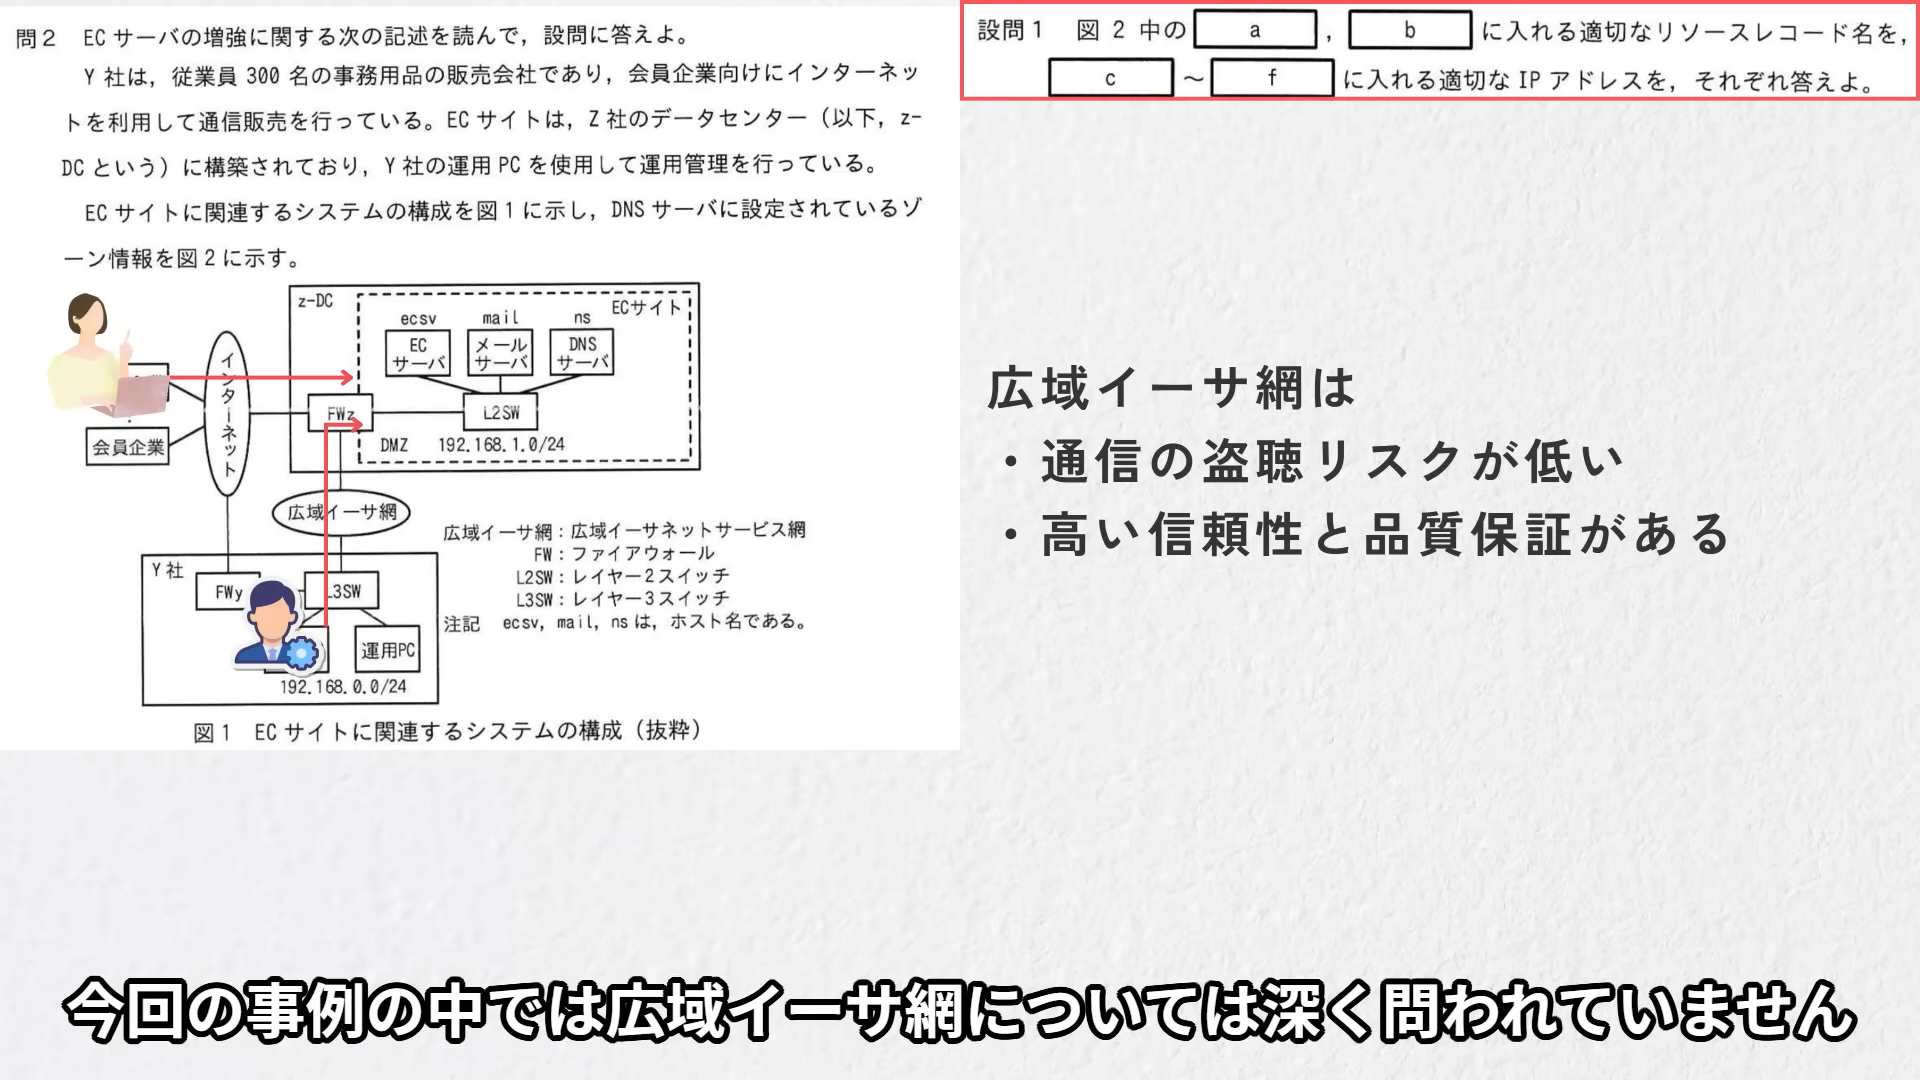 問2 ECサーバの増強に関する次の記述を読んで，設問に答えよ。
Y社は，従業員300名の事務用品の販売会社であり，会員企業向けにインターネッ
トを利用して通信販売を行っている。ECサイトは，Z社のデータセンター（以下，z-
DCという）に構築されており，Y社の運用PCを使用して運用管理を行っている。
ECサイトに関連するシステムの構成を図1に示し，DNSサーバに設定されているゾ
ーン情報を図2に示す。
z-DC
ECサイト
ecsv
mail
ns
EC
サーバ
メール
サーバ
DNS
サーバ
インターネット
FWz
L2SW
DMZ 192.168.1.0/24
会員企業
広域イーサ網
広域イーサ網：広域イーサネットサービス網
FW：ファイアウォール
L2SW：レイヤー2スイッチ
L3SW：レイヤー3スイッチ
注記 ecsv，mail，nsは，ホスト名である。
Y社
FWy
L3SW
運用PC
192.168.0.0/24
図1 ECサイトに関連するシステムの構成（抜粋）
設問1 図2中の a ， b に入れる適切なリソースレコード名を，
c ～ f に入れる適切なIPアドレスを，それぞれ答えよ。
広域イーサ網は
・通信の盗聴リスクが低い
・高い信頼性と品質保証がある
今回の事例の中では広域イーサ網については深く問われていません